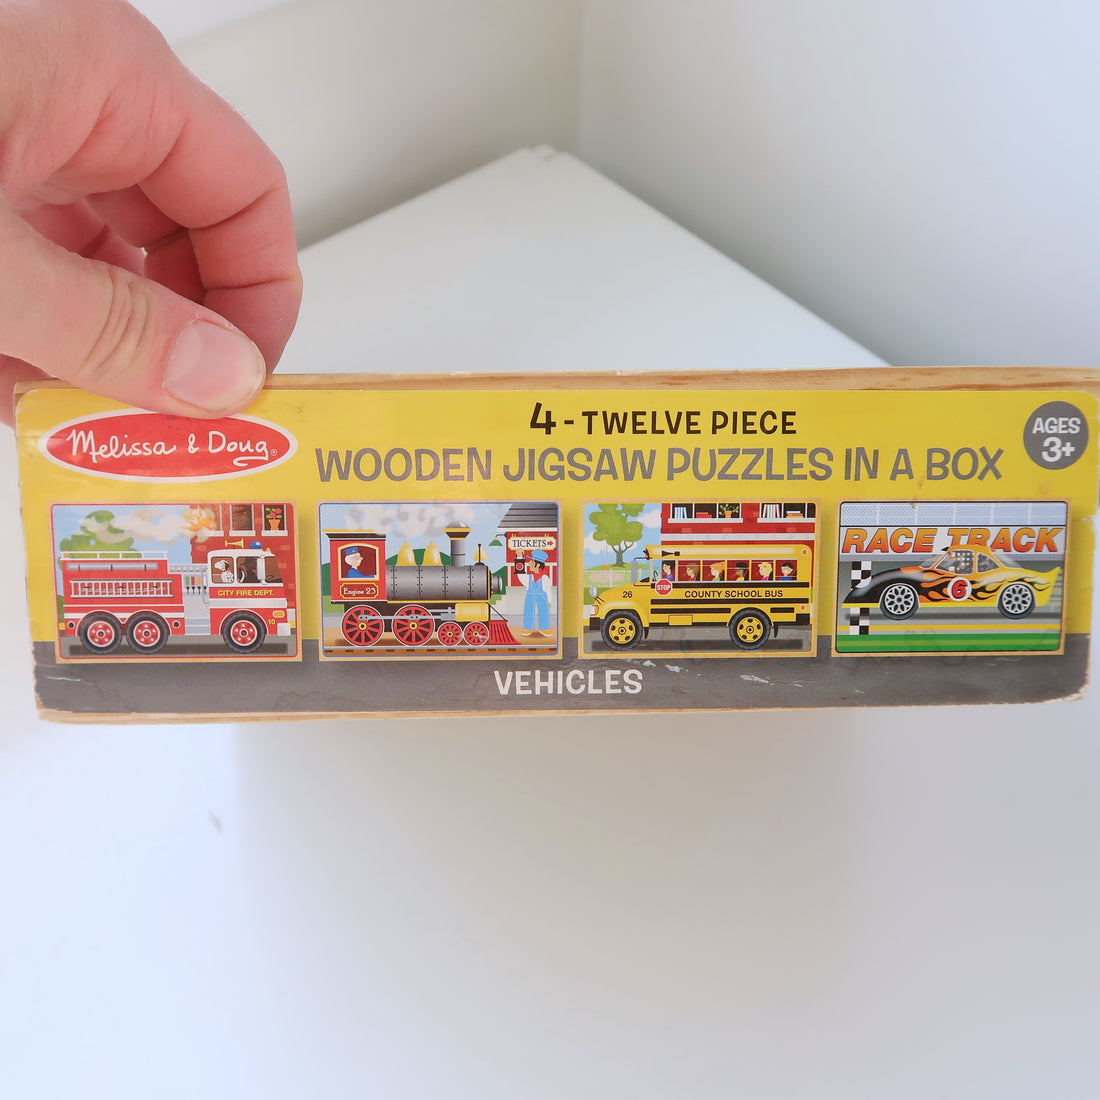 Melissa & Doug®
4-TWELVE PIECE
WOODEN JIGSAW PUZZLES IN A BOX
AGES
3+
CITY FIRE DEPT.
10
Engine 23
TICKETS
26
STOP
COUNTY SCHOOL BUS
RACE TRACK
6
VEHICLES